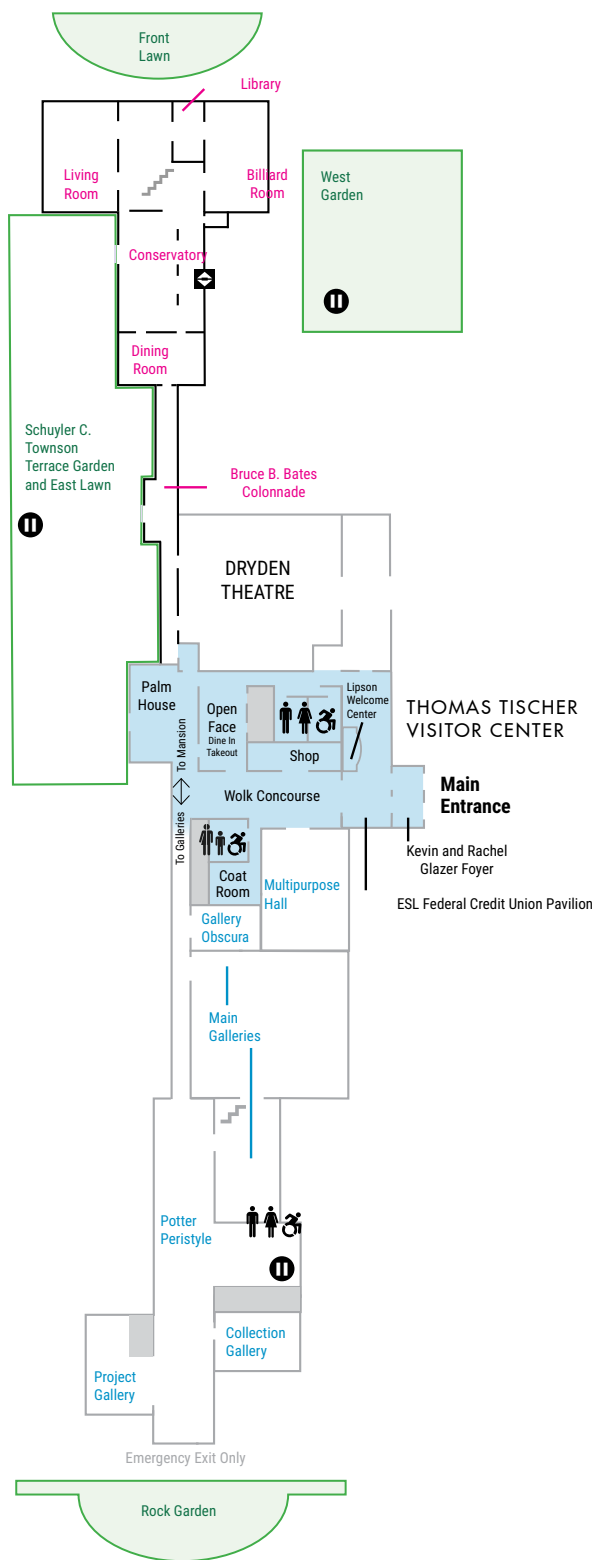 Front
Lawn
Library
Living
Room
Billiard
Room
West
Garden
Conservatory
Dining
Room
Schuyler C.
Townson
Terrace Garden
and East Lawn
Bruce B. Bates
Colonnade
DRYDEN
THEATRE
Palm
House
Open
Face
Dine In
Takeout
Lipson
Welcome
Center
Shop
THOMAS TISCHER
VISITOR CENTER
To Mansion
To Galleries
Wolk Concourse
Main
Entrance
Kevin and Rachel
Glazer Foyer
ESL Federal Credit Union Pavilion
Coat
Room
Multipurpose
Hall
Gallery
Obscura
Main
Galleries
Potter
Peristyle
Collection
Gallery
Project
Gallery
Emergency Exit Only
Rock Garden